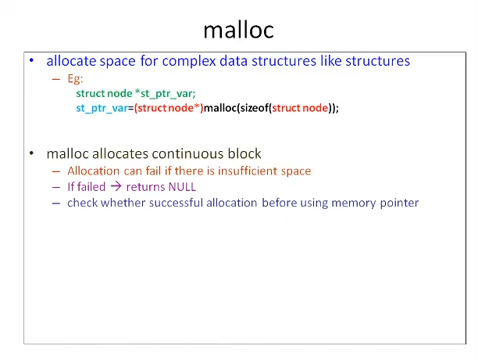 malloc
• allocate space for complex data structures like structures
– Eg:
struct node *st_ptr_var;
st_ptr_var=(struct node*)malloc(sizeof(struct node));
• malloc allocates continuous block
– Allocation can fail if there is insufficient space
– If failed → returns NULL
– check whether successful allocation before using memory pointer